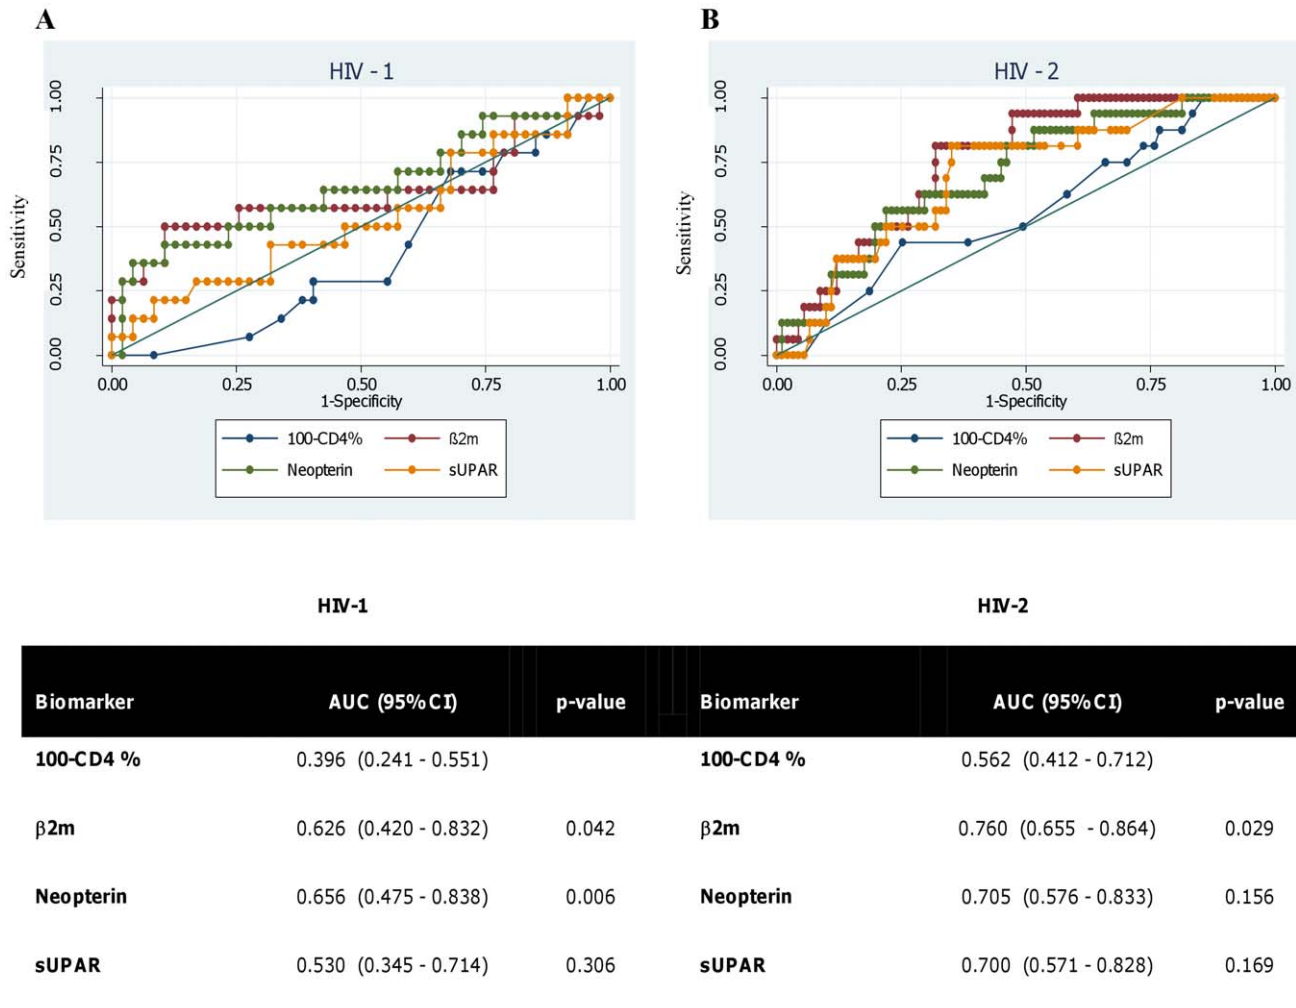 A
HIV - 1
Sensitivity
1.00
0.75
0.50
0.25
0.00
0.00 0.25 0.50 0.75 1.00
1-Specificity
100-CD4% ß2m
Neopterin sUPAR
B
HIV - 2
Sensitivity
1.00
0.75
0.50
0.25
0.00
0.00 0.25 0.50 0.75 1.00
1-Specificity
100-CD4% ß2m
Neopterin sUPAR
HIV-1 HIV-2
Biomarker AUC (95%CI) p-value Biomarker AUC (95%CI) p-value
100-CD4 % 0.396 (0.241 - 0.551) 100-CD4 % 0.562 (0.412 - 0.712)
β2m 0.626 (0.420 - 0.832) 0.042 β2m 0.760 (0.655 - 0.864) 0.029
Neopterin 0.656 (0.475 - 0.838) 0.006 Neopterin 0.705 (0.576 - 0.833) 0.156
sUPAR 0.530 (0.345 - 0.714) 0.306 sUPAR 0.700 (0.571 - 0.828) 0.169